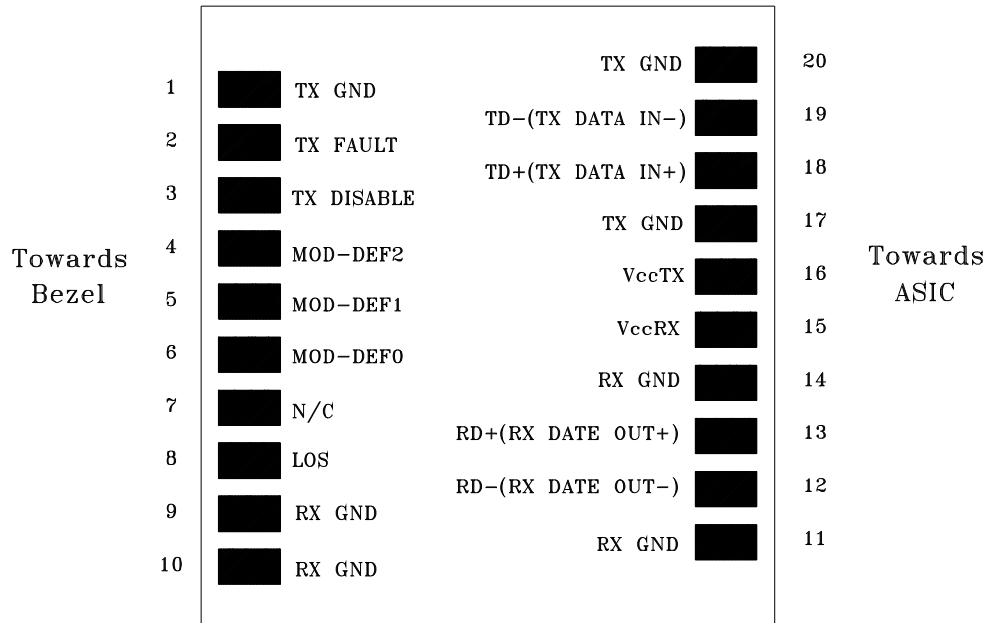 Towards
Bezel
1 TX GND
2 TX FAULT
3 TX DISABLE
4 MOD-DEF2
5 MOD-DEF1
6 MOD-DEF0
7 N/C
8 LOS
9 RX GND
10 RX GND
TX GND 20
TD-(TX DATA IN-) 19
TD+(TX DATA IN+) 18
TX GND 17
VccTX 16
VccRX 15
RX GND 14
RD+(RX DATE OUT+) 13
RD-(RX DATE OUT-) 12
RX GND 11
Towards
ASIC